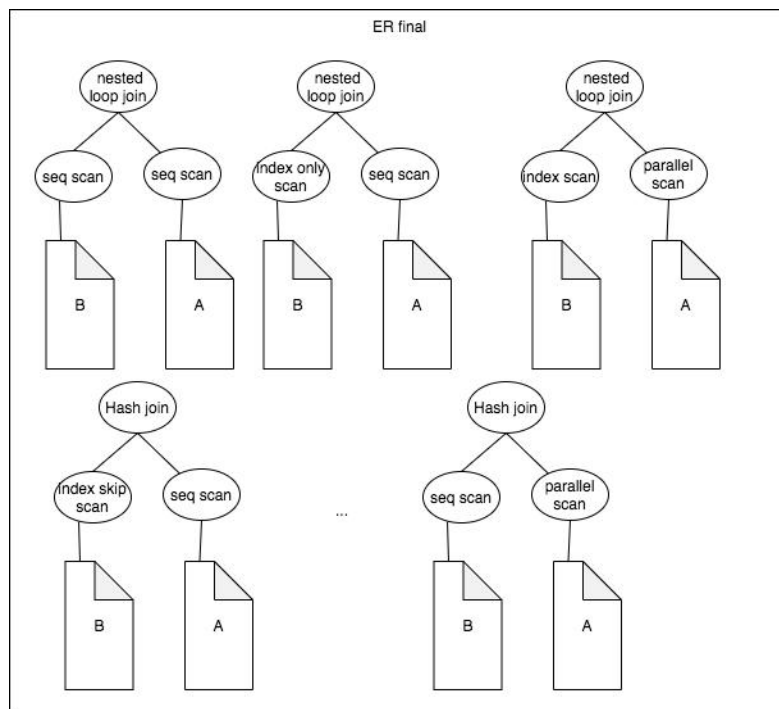 ER final
nested
loop join
nested
loop join
nested
loop join
seq scan
seq scan
index only
scan
seq scan
index scan
parallel
scan
B
A
B
A
B
A
Hash join
Hash join
index skip
scan
seq scan
...
seq scan
parallel
scan
B
A
B
A